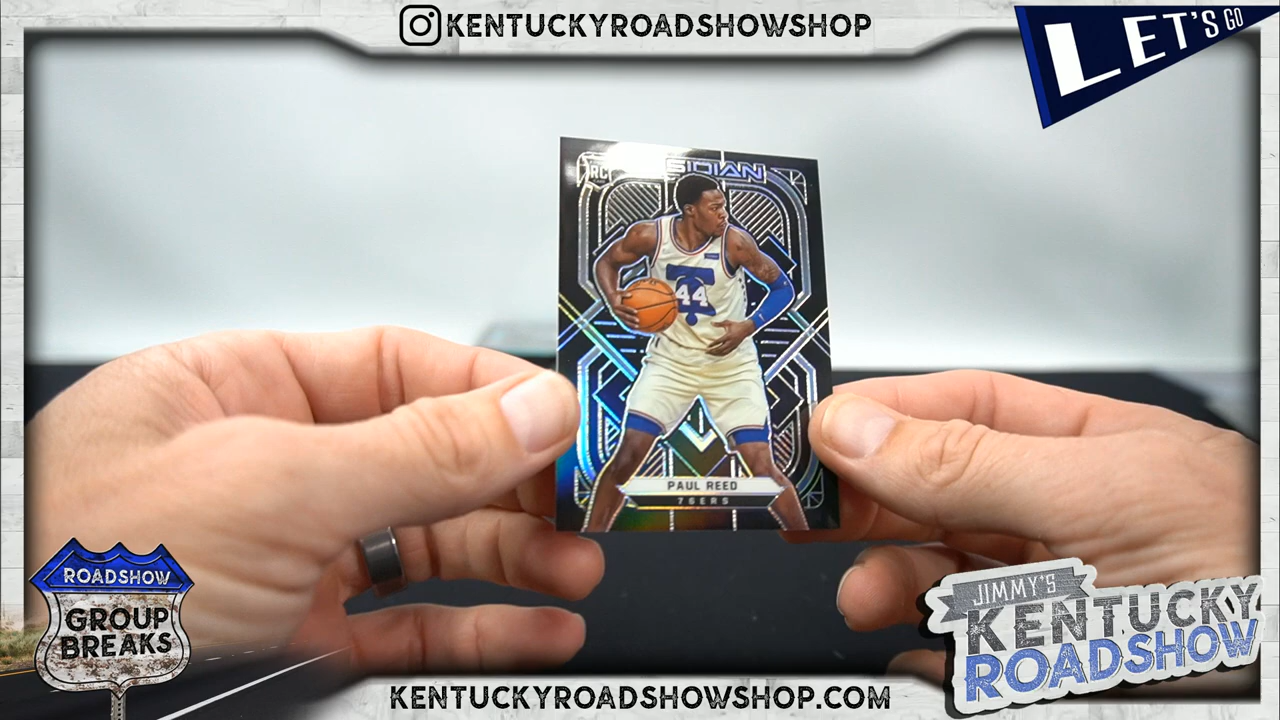 KENTUCKYROADSHOWSHOP
LET'S GO
RC
SIDIAN
44
PAUL REED
76ERS
ROADSHOW
GROUP
BREAKS
JIMMY'S
KENTUCKY
ROADSHOW
KENTUCKYROADSHOWSHOP.COM